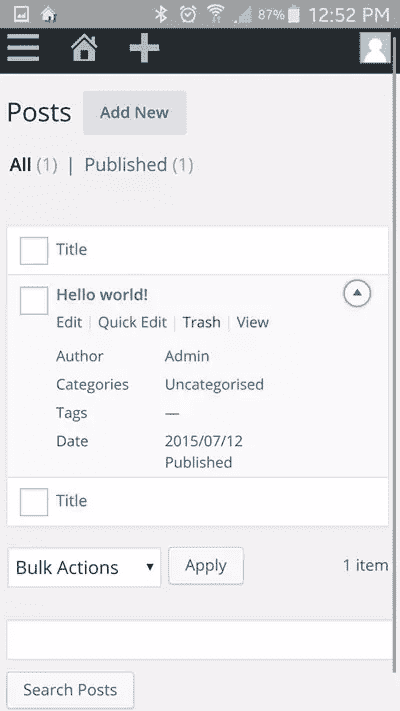 87% 12:52 PM
Posts Add New
All (1) | Published (1)
Title
Hello world!
Edit | Quick Edit | Trash | View
Author Admin
Categories Uncategorised
Tags —
Date 2015/07/12
Published
Title
Bulk Actions Apply 1 item
Search Posts